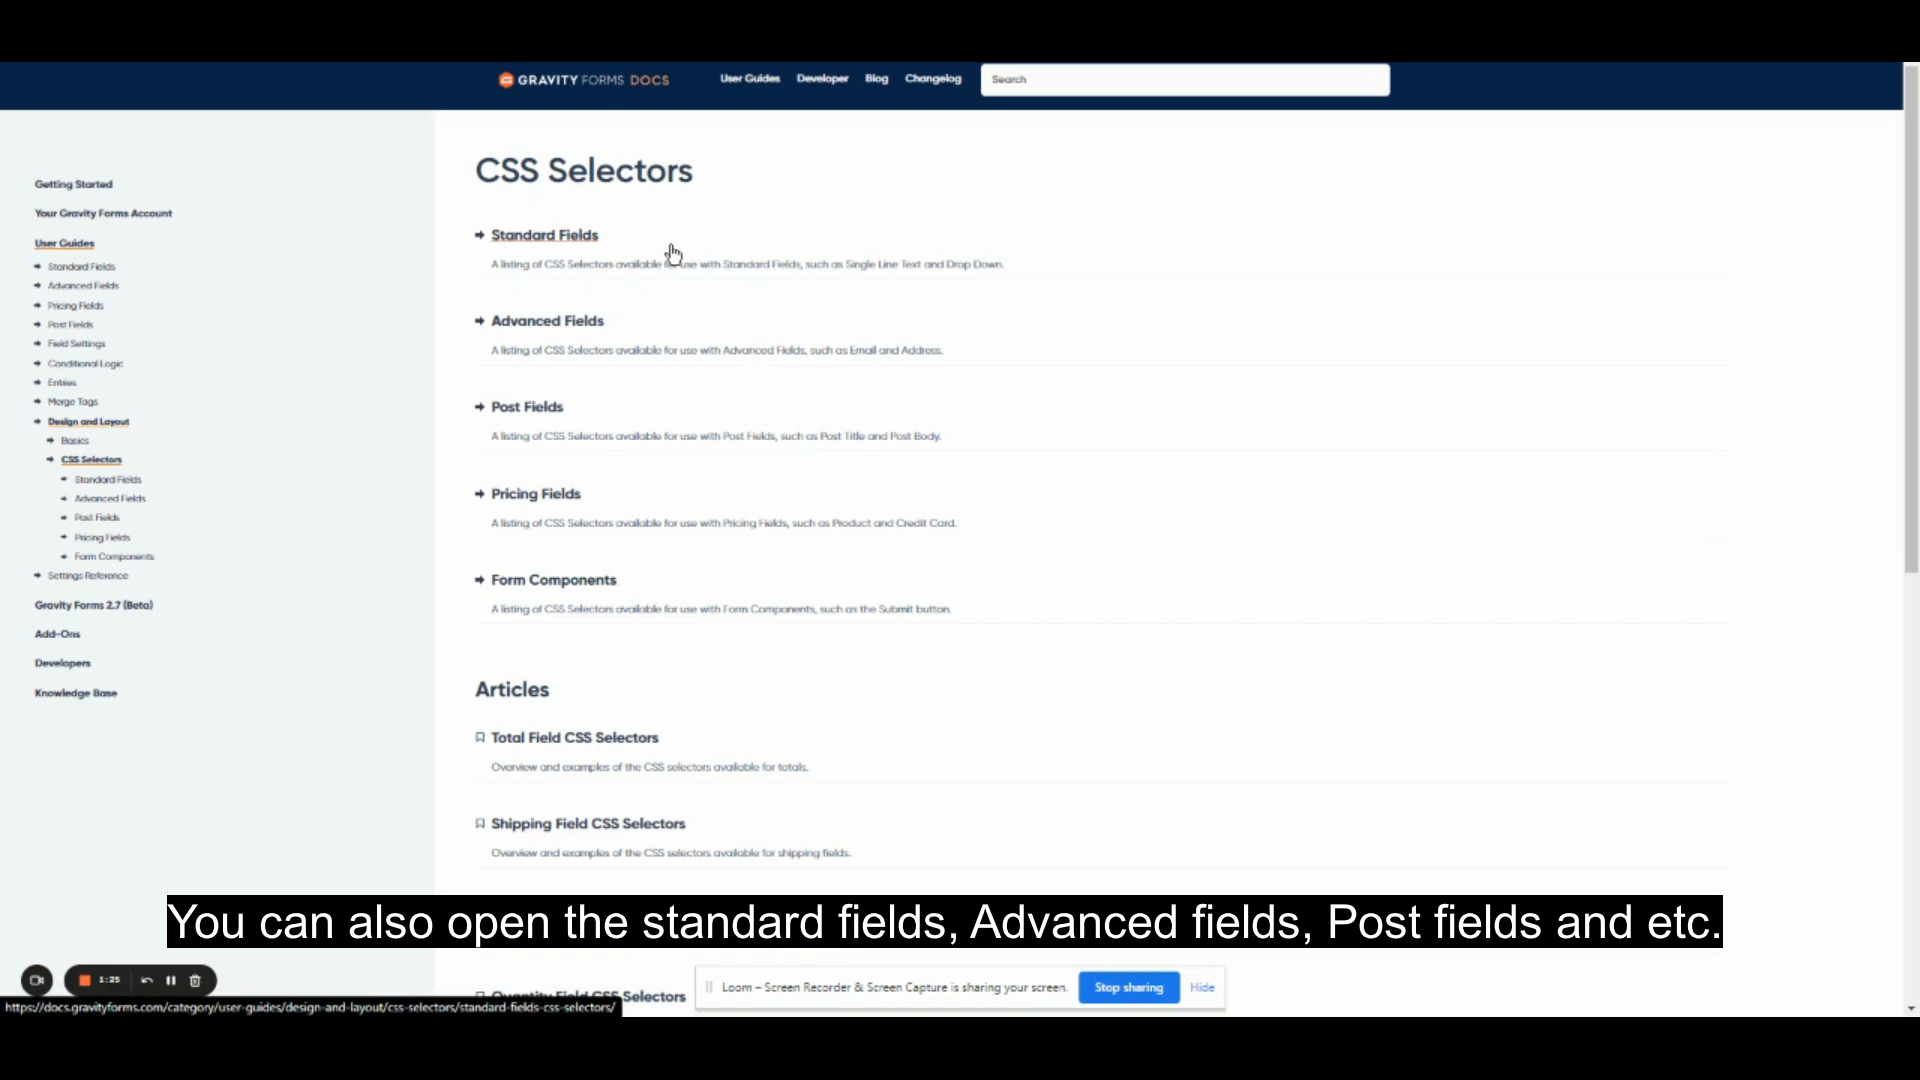 GRAVITY FORMS DOCS
User Guides
Developer
Blog
Changelog
Search
Getting Started
Your Gravity Forms Account
User Guides
Standard Fields
Advanced Fields
Pricing Fields
Post Fields
Field Settings
Conditional Logic
Entries
Merge Tags
Design and Layout
Basics
CSS Selectors
Standard Fields
Advanced Fields
Post Fields
Pricing Fields
Form Components
Settings Reference
Gravity Forms 2.7 (Beta)
Add-Ons
Developers
Knowledge Base
CSS Selectors
Standard Fields
A listing of CSS Selectors available for use with Standard Fields, such as Single Line Text and Drop Down.
Advanced Fields
A listing of CSS Selectors available for use with Advanced Fields, such as Email and Address.
Post Fields
A listing of CSS Selectors available for use with Post Fields, such as Post Title and Post Body.
Pricing Fields
A listing of CSS Selectors available for use with Pricing Fields, such as Product and Credit Card.
Form Components
A listing of CSS Selectors available for use with Form Components, such as the Submit button.
Articles
Total Field CSS Selectors
Overview and examples of the CSS selectors available for totals.
Shipping Field CSS Selectors
Overview and examples of the CSS selectors available for shipping fields.
You can also open the standard fields, Advanced fields, Post fields and etc.
1:25
Quantity Field CSS Selectors
Loom – Screen Recorder & Screen Capture is sharing your screen.
Stop sharing
Hide
https://docs.gravityforms.com/category/user-guides/design-and-layout/css-selectors/standard-fields-css-selectors/